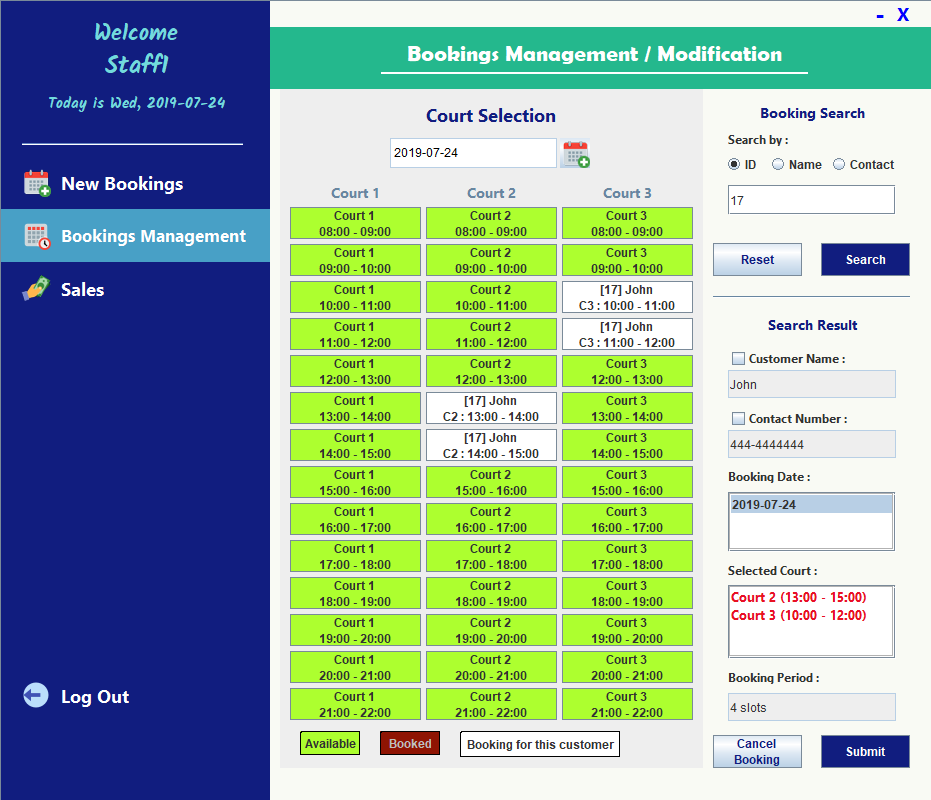 Welcome
Staff1
Today is Wed, 2019-07-24
New Bookings
Bookings Management
Sales
Log Out
- X
Bookings Management / Modification
Court Selection
2019-07-24
Court 1 Court 2 Court 3
Court 1 Court 2 Court 3
08:00 - 09:00 08:00 - 09:00 08:00 - 09:00
Court 1 Court 2 Court 3
09:00 - 10:00 09:00 - 10:00 09:00 - 10:00
Court 1 Court 2 [17] John
10:00 - 11:00 10:00 - 11:00 C3 : 10:00 - 11:00
Court 1 Court 2 [17] John
11:00 - 12:00 11:00 - 12:00 C3 : 11:00 - 12:00
Court 1 Court 2 Court 3
12:00 - 13:00 12:00 - 13:00 12:00 - 13:00
Court 1 [17] John Court 3
13:00 - 14:00 C2 : 13:00 - 14:00 13:00 - 14:00
Court 1 [17] John Court 3
14:00 - 15:00 C2 : 14:00 - 15:00 14:00 - 15:00
Court 1 Court 2 Court 3
15:00 - 16:00 15:00 - 16:00 15:00 - 16:00
Court 1 Court 2 Court 3
16:00 - 17:00 16:00 - 17:00 16:00 - 17:00
Court 1 Court 2 Court 3
17:00 - 18:00 17:00 - 18:00 17:00 - 18:00
Court 1 Court 2 Court 3
18:00 - 19:00 18:00 - 19:00 18:00 - 19:00
Court 1 Court 2 Court 3
19:00 - 20:00 19:00 - 20:00 19:00 - 20:00
Court 1 Court 2 Court 3
20:00 - 21:00 20:00 - 21:00 20:00 - 21:00
Court 1 Court 2 Court 3
21:00 - 22:00 21:00 - 22:00 21:00 - 22:00
Available Booked Booking for this customer
Booking Search
Search by :
ID Name Contact
17
Reset Search
Search Result
Customer Name :
John
Contact Number :
444-4444444
Booking Date :
2019-07-24
Selected Court :
Court 2 (13:00 - 15:00)
Court 3 (10:00 - 12:00)
Booking Period :
4 slots
Cancel
Booking
Submit